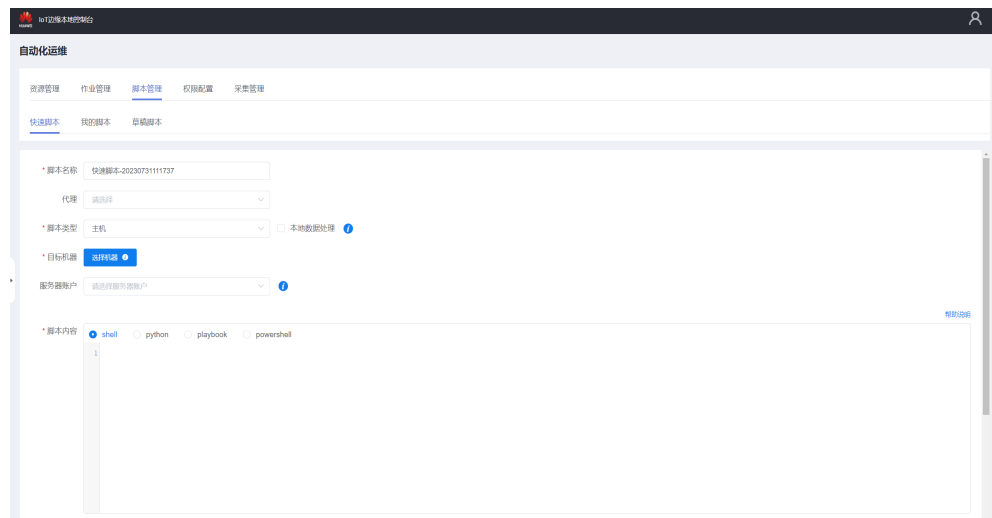 HUAWEI IoT边缘本地控制台
自动化运维
资源管理 作业管理 脚本管理 权限配置 采集管理
快速脚本 我的脚本 草稿脚本
* 脚本名称 快速脚本-20230731111737
代理 请选择
* 脚本类型 主机 本地数据处理
* 目标机器 选择机器
服务器账户 请选择服务器账户
帮助说明
* 脚本内容 shell python playbook powershell
1